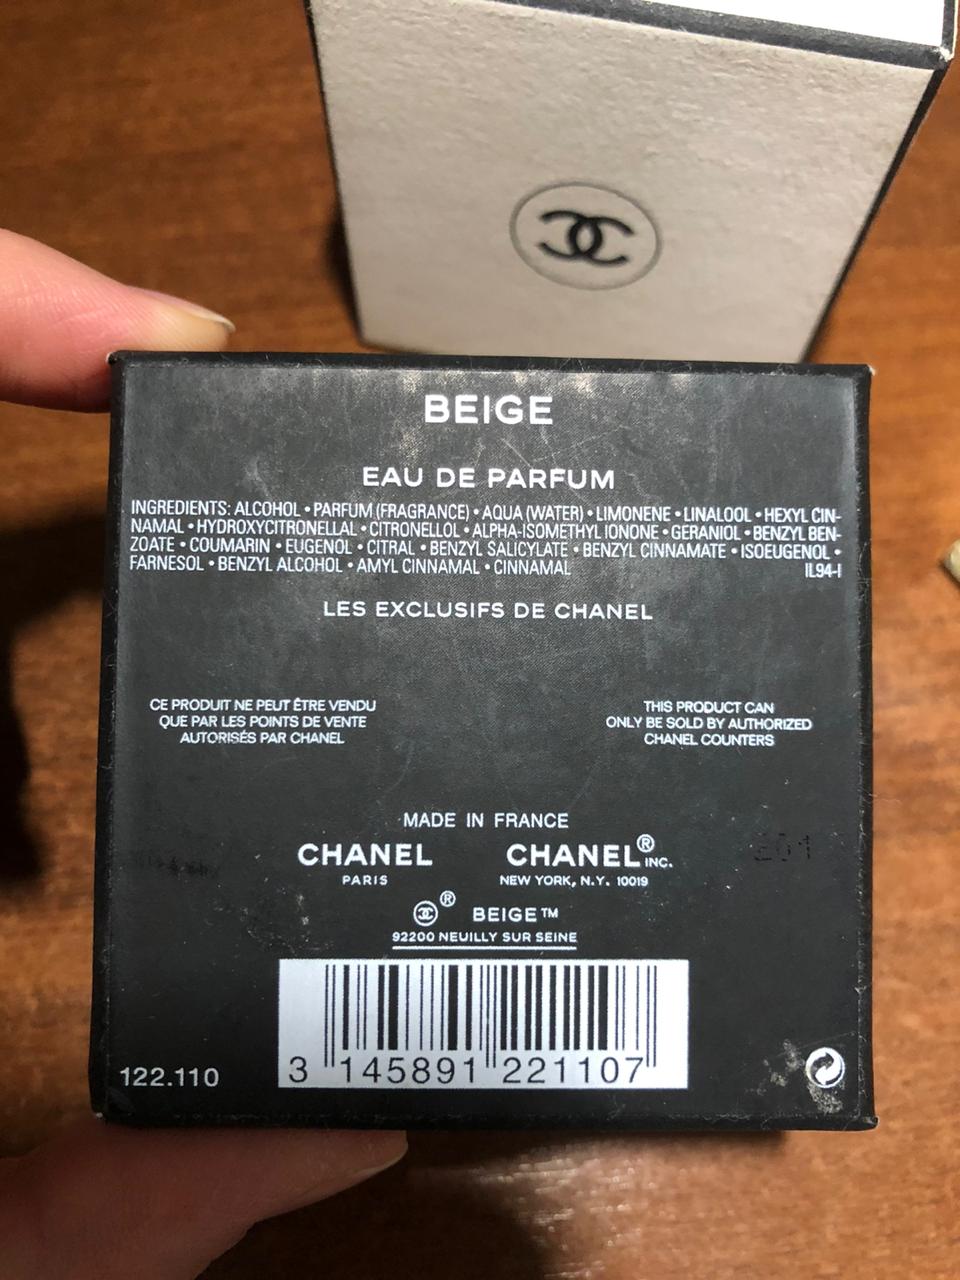 BEIGE
EAU DE PARFUM
INGREDIENTS: ALCOHOL • PARFUM (FRAGRANCE) • AQUA (WATER) • LIMONENE • LINALOOL • HEXYL CIN-
NAMAL • HYDROXYCITRONELLAL • CITRONELLOL • ALPHA-ISOMETHYL IONONE • GERANIOL • BENZYL BEN-
ZOATE • COUMARIN • EUGENOL • CITRAL • BENZYL SALICYLATE • BENZYL CINNAMATE • ISOEUGENOL •
FARNESOL • BENZYL ALCOHOL • AMYL CINNAMAL • CINNAMAL IL94-I
LES EXCLUSIFS DE CHANEL
CE PRODUIT NE PEUT ÊTRE VENDU
QUE PAR LES POINTS DE VENTE
AUTORISÉS PAR CHANEL
THIS PRODUCT CAN
ONLY BE SOLD BY AUTHORIZED
CHANEL COUNTERS
MADE IN FRANCE
CHANEL
PARIS
CHANEL® INC.
NEW YORK, N.Y. 10019
® BEIGE™
92200 NEUILLY SUR SEINE
3 145891 221107
122.110